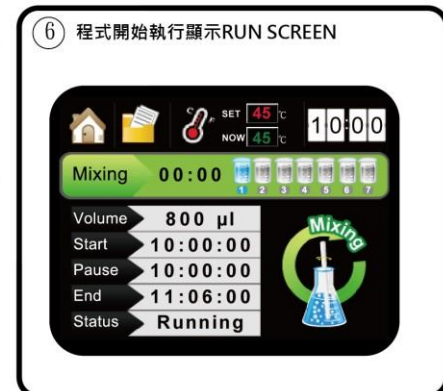 ⑥ 程式開始執行顯示RUN SCREEN
°C °F SET 45 °C 10:00
NOW 45 °C
Mixing 00:00 1 2 3 4 5 6 7
Volume 800 µl
Mixing
Start 10:00:00
Pause 10:00:00
End 11:06:00
Status Running